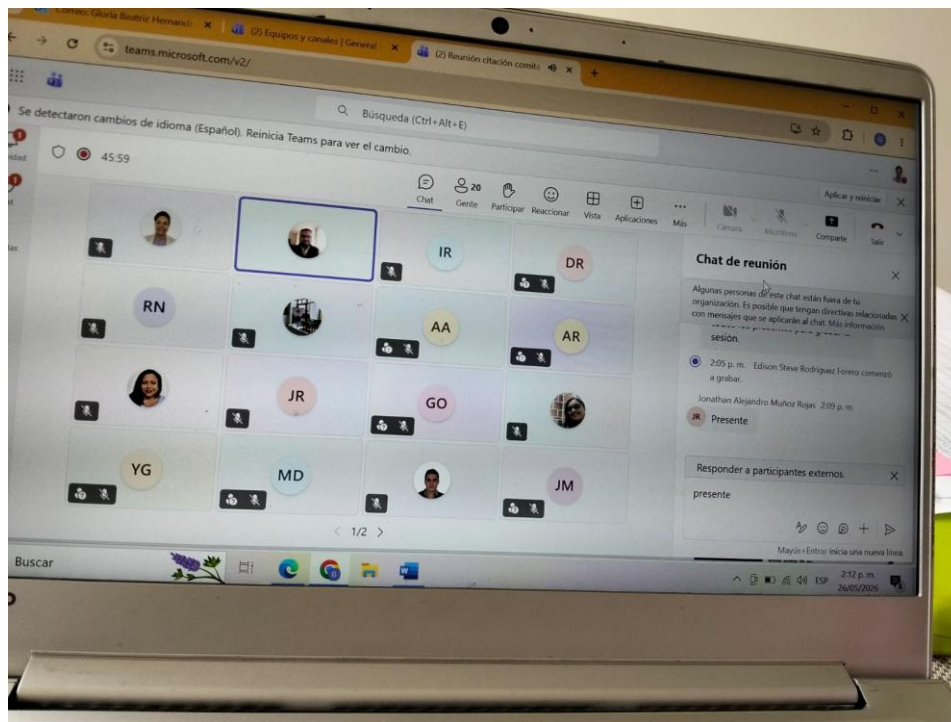 Correo: Gloria Beatriz Hernand
(2) Equipos y canales | General
(2) Reunión citación comité
teams.microsoft.com/v2/
Búsqueda (Ctrl+Alt+E)
Se detectaron cambios de idioma (Español). Reinicia Teams para ver el cambio.
Aplicar y reiniciar
45:59
20
Chat
Gente
Participar
Reaccionar
Vista
Aplicaciones
Más
Cámara
Micrófono
Comparte
Salir
IR
DR
RN
AA
AR
JR
GO
YG
MD
JM
1/2
Chat de reunión
Algunas personas de este chat están fuera de tu
organización. Es posible que tengan directivas relacionadas
con mensajes que se aplicarán al chat. Más información
sesión.
2:05 p. m. Edison Steve Rodriguez Forero comenzó
a grabar.
Jonathan Alejandro Muñoz Rojas 2:09 p. m.
JR Presente
Responder a participantes externos.
presente
Mayús+Entrar inicia una nueva línea.
Buscar
ESP
2:12 p. m.
26/05/2026